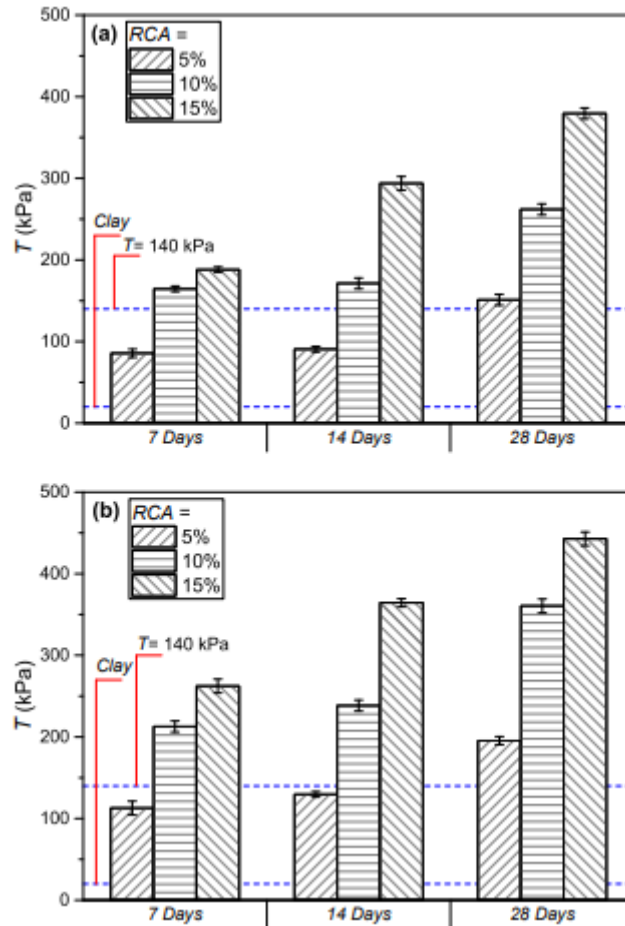 (a)
RCA =
5%
10%
15%
500
400
300
200
100
0
T (kPa)
Clay
T= 140 kPa
7 Days
14 Days
28 Days
(b)
RCA =
5%
10%
15%
500
400
300
200
100
0
T (kPa)
Clay
T= 140 kPa
7 Days
14 Days
28 Days